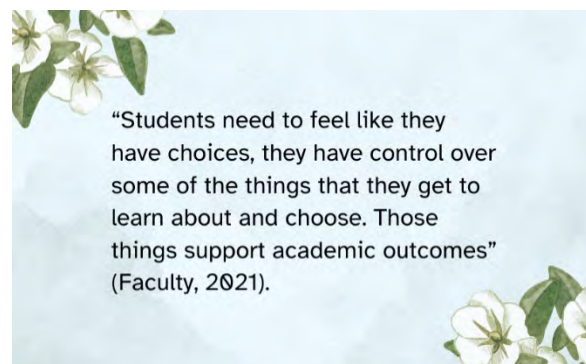 “Students need to feel like they
have choices, they have control over
some of the things that they get to
learn about and choose. Those
things support academic outcomes”
(Faculty, 2021).